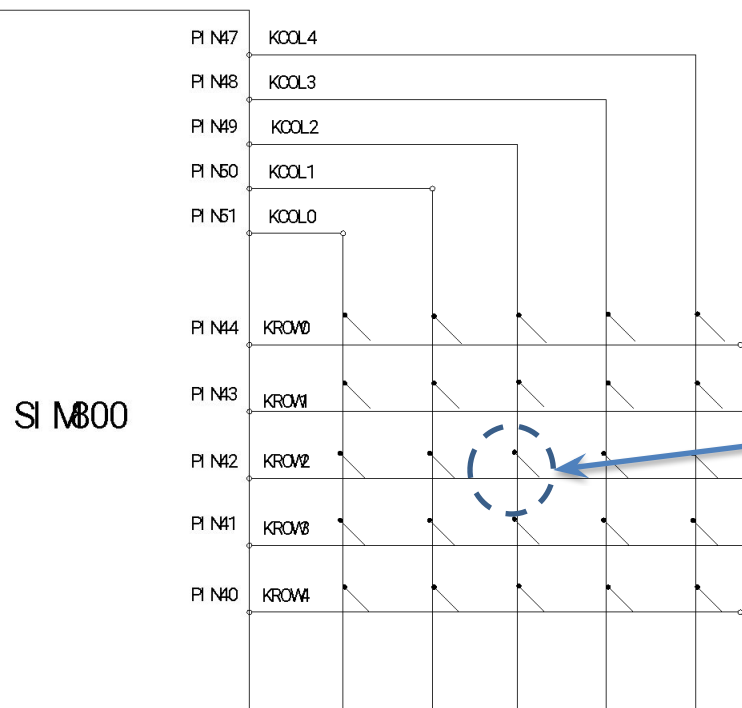 PIN47 KCOL4
PIN48 KCOL3
PIN49 KCOL2
PIN50 KCOL1
PIN51 KCOL0
PIN44 KROW0
PIN43 KROW1
SIM800
PIN42 KROW2
PIN41 KROW3
PIN40 KROW4